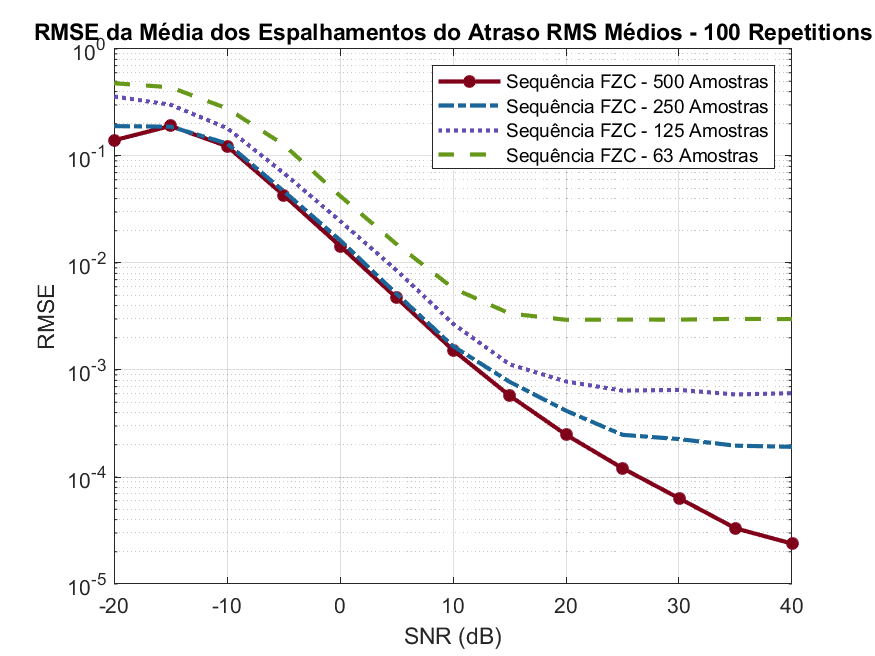 RMSE da Média dos Espalhamentos do Atraso RMS Médios - 100 Repetitions
Sequência FZC - 500 Amostras
Sequência FZC - 250 Amostras
Sequência FZC - 125 Amostras
Sequência FZC - 63 Amostras
RMSE
10^0
10^-1
10^-2
10^-3
10^-4
10^-5
-20 -10 0 10 20 30 40
SNR (dB)